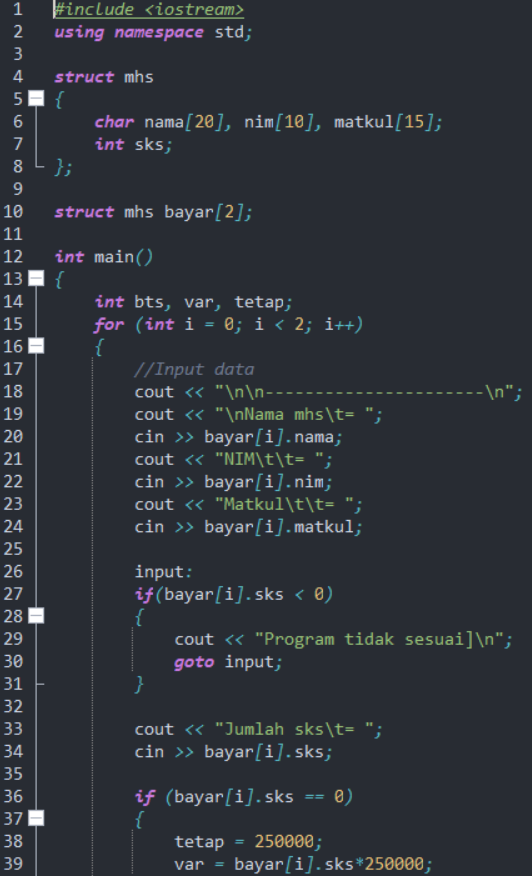 1 #include <iostream>
2 using namespace std;
3
4 struct mhs
5 {
6 char nama[20], nim[10], matkul[15];
7 int sks;
8 };
9
10 struct mhs bayar[2];
11
12 int main()
13 {
14 int bts, var, tetap;
15 for (int i = 0; i < 2; i++)
16 {
17 //Input data
18 cout << "\n\n----------------------\n";
19 cout << "\nNama mhs\t= ";
20 cin >> bayar[i].nama;
21 cout << "NIM\t\t= ";
22 cin >> bayar[i].nim;
23 cout << "Matkul\t\t= ";
24 cin >> bayar[i].matkul;
25
26 input:
27 if(bayar[i].sks < 0)
28 {
29 cout << "Program tidak sesuai]\n";
30 goto input;
31 }
32
33 cout << "Jumlah sks\t= ";
34 cin >> bayar[i].sks;
35
36 if (bayar[i].sks == 0)
37 {
38 tetap = 250000;
39 var = bayar[i].sks*250000;